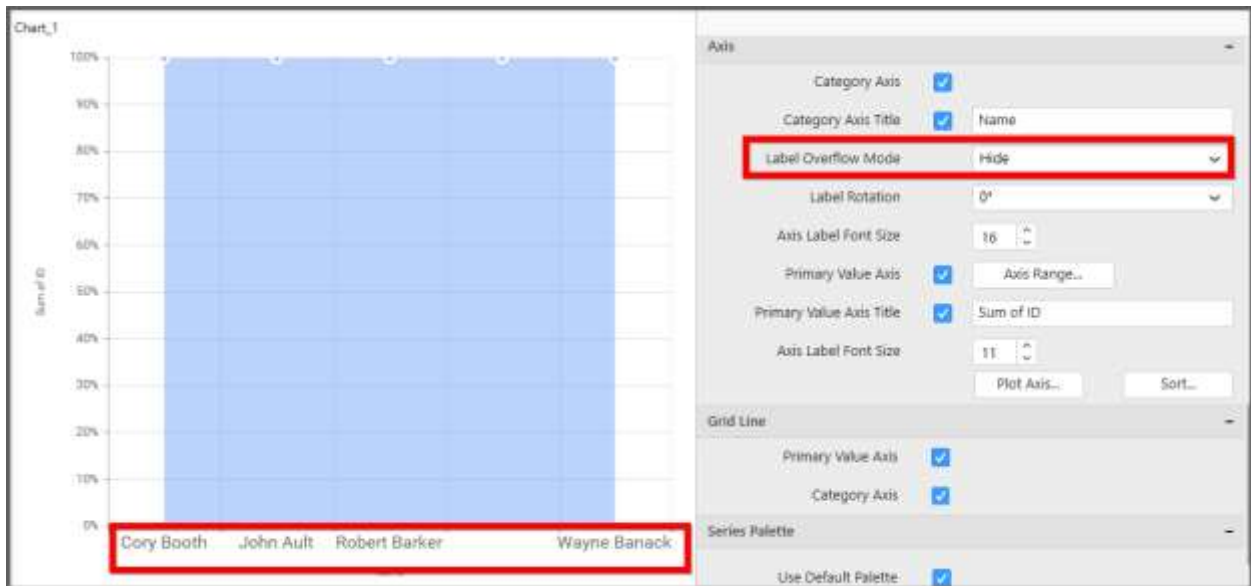 Chart_1
100%
90%
80%
70%
60%
50%
40%
30%
20%
10%
0%
Sum of ID
Cory Booth John Ault Robert Barker Wayne Banack
Axis
Category Axis
Category Axis Title Name
Label Overflow Mode Hide
Label Rotation 0°
Axis Label Font Size 16
Primary Value Axis Axis Range...
Primary Value Axis Title Sum of ID
Axis Label Font Size 11
Plot Axis... Sort...
Grid Line
Primary Value Axis
Category Axis
Series Palette
Use Default Palette